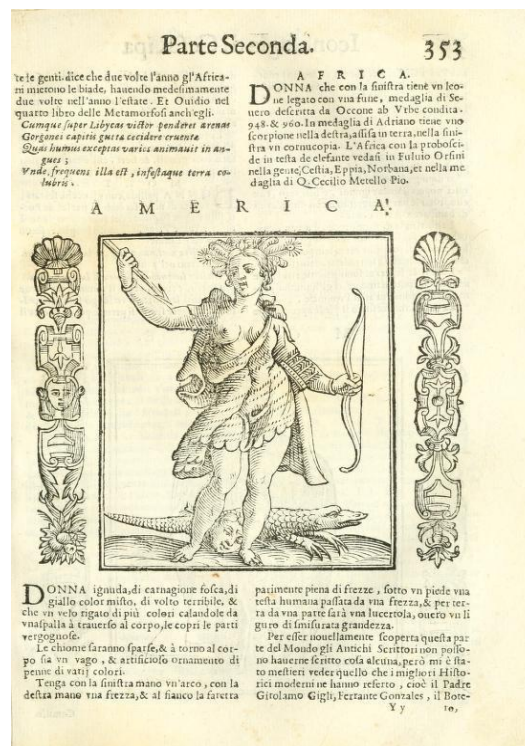 Parte Seconda. 353
te le genti. dice che due volte l'anno gl'Africa-
ni mietono le biade, hauendo medesimamente
due volte nell'anno l'estate. Et Ouidio nel
quarto libro delle Metamorfosi anch'egli.
Cumque super Libycas victor penderet arenas
Gorgonei capitis guttæ cecidere cruentæ
Quas humus exceptas varios animauit in an-
gues;
Vnde frequens illa est, infestaque terra co-
lubris.
AFRICA.
DONNA che con la sinistra tiene vn leo-
ne legato con vna fune, medaglia di Se-
uero descritta da Occone ab Vrbe condita.
948. & 960. In medaglia di Adriano tiene vno
scorpione nella destra, assisa in terra, nella sini-
stra vn cornucopia. L'Africa con la proboscì-
de in testa de elefante vedasi in Fuluio Orsini
nella gente, Cestia, Eppia, Norbana, et nella me
daglia di Q. Cecilio Metello Pio.
AMERICA.
DONNA ignuda, di carnagione fosca, di
giallo color misto, di volto terribile, &
che vn velo rigato di più colori calandole da
vna spalla à trauerso al corpo, le copri le parti
vergognose.
Le chiome saranno sparse, & à torno al cor-
po sia vn vago, & artificioso ornamento di
penne di varij colori.
Tenga con la sinistra mano vn'arco, con la
destra mano vna frezza, & al fianco la faretra
parimente piena di frezze, sotto vn piede vna
testa humana passata da vna frezza, & per ter-
ra da vna parte sarà vna lucertola, ouero vn li
guro di smisurata grandezza.
Per esser nouellamente scoperta questa par
te del Mondo gli Antichi Scrittori non posso-
no hauerne scritto cosa alcuna, però mi è sta-
to mestieri veder quello che i migliori Histo-
rici moderni ne hanno referto, cioè il Padre
Girolamo Gigli, Ferrante Gonzales, il Bote-
Yy ro,